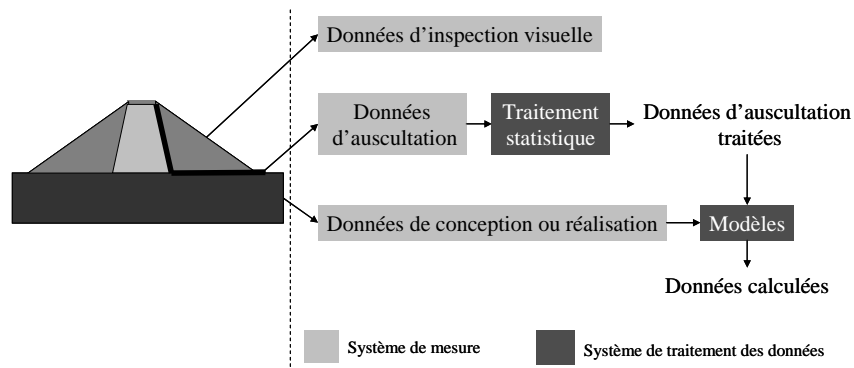 Données d'inspection visuelle
Données
d'auscultation
Traitement
statistique
Données d'auscultation
traitées
Données de conception ou réalisation
Modèles
Données calculées
Système de mesure
Système de traitement des données